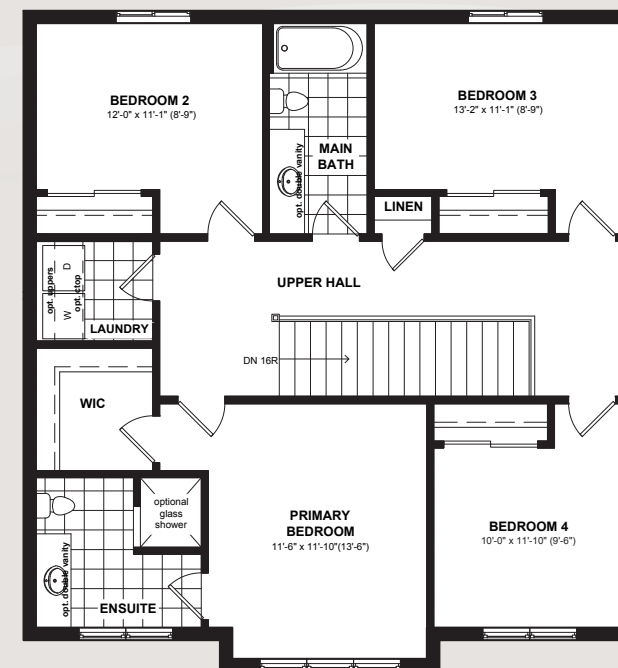 BEDROOM 2
12'-0" x 11'-1" (8'-9")
BEDROOM 3
13'-2" x 11'-1" (8'-9")
MAIN
BATH
opt. double vanity
LINEN
UPPER HALL
opt. uppers
D
opt. ctop
W
LAUNDRY
DN 16R
WIC
optional
glass
shower
PRIMARY
BEDROOM
11'-6" x 11'-10"(13'-6")
BEDROOM 4
10'-0" x 11'-10" (9'-6")
opt. double vanity
ENSUITE